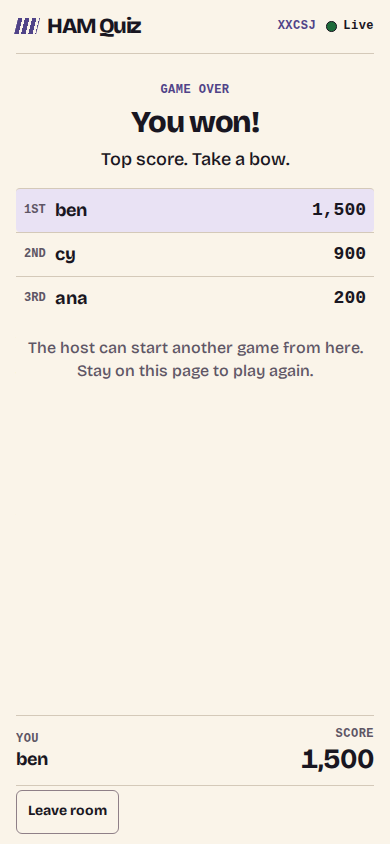 HAM Quiz
XXCSJ Live
GAME OVER
You won!
Top score. Take a bow.
1ST ben 1,500
2ND cy 900
3RD ana 200
The host can start another game from here.
Stay on this page to play again.
YOU SCORE
ben 1,500
Leave room